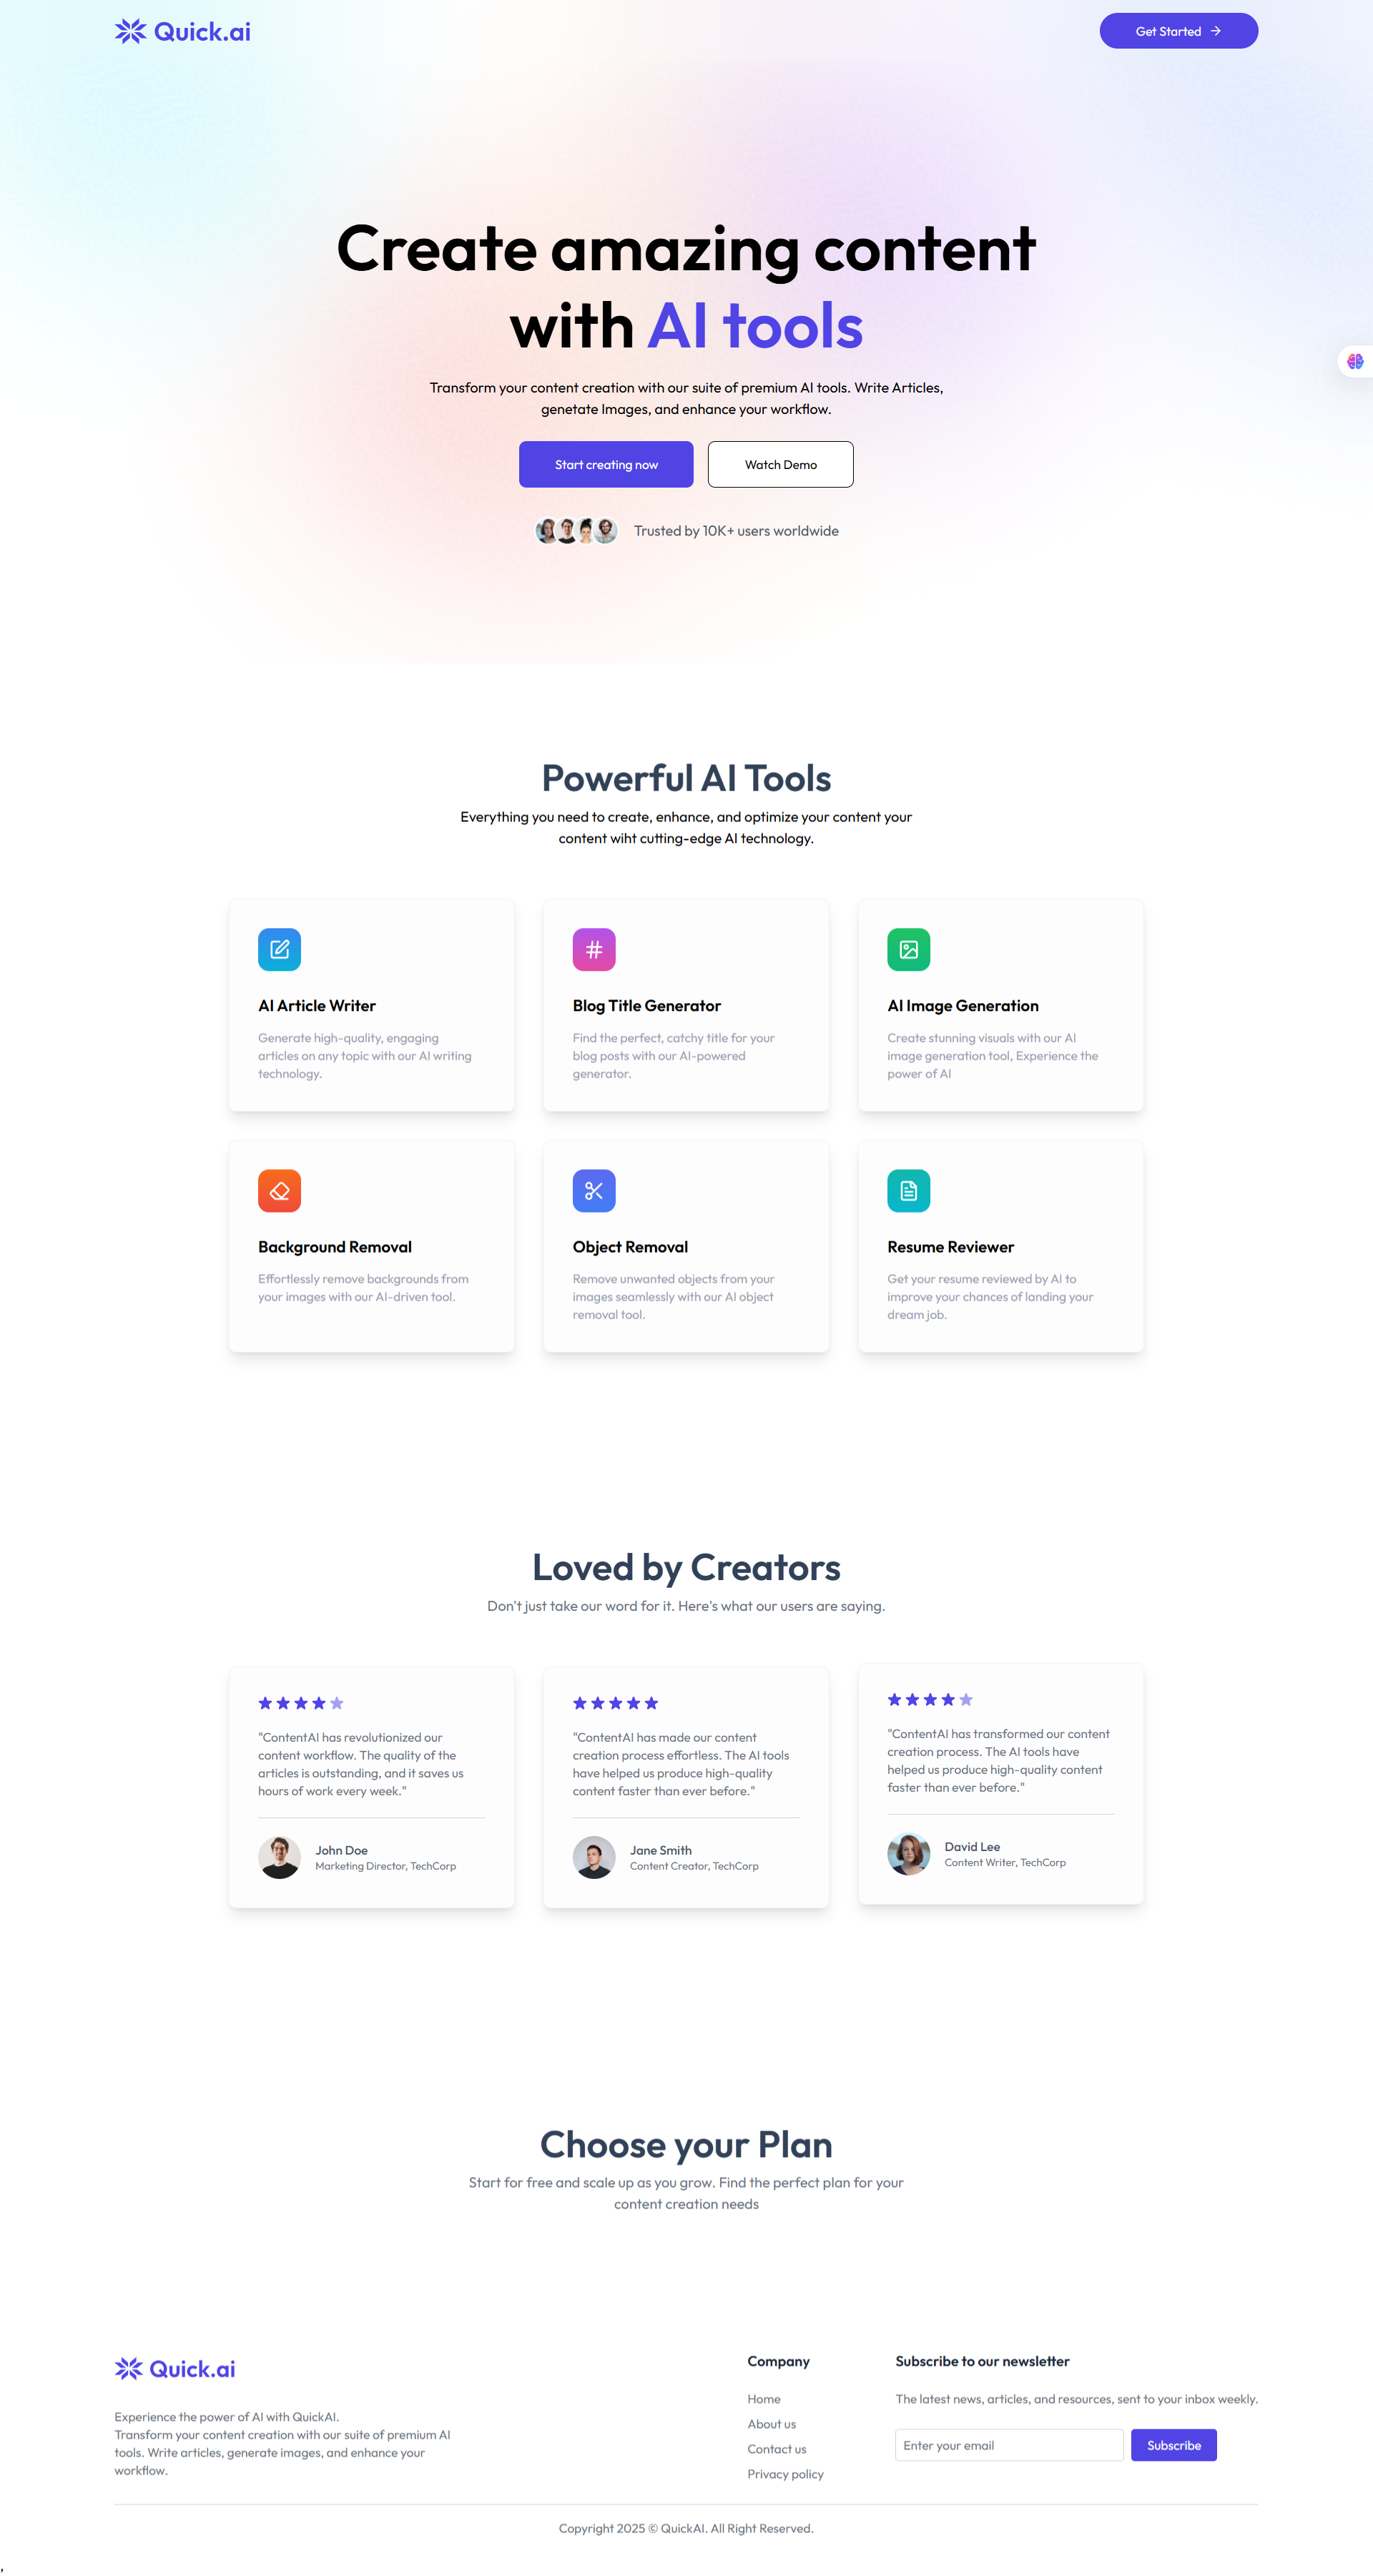 Quick.ai
Get Started
Create amazing content
with AI tools
Transform your content creation with our suite of premium AI tools. Write Articles,
genetate Images, and enhance your workflow.
Start creating now
Watch Demo
Trusted by 10K+ users worldwide
Powerful AI Tools
Everything you need to create, enhance, and optimize your content your
content wiht cutting-edge AI technology.
AI Article Writer
Generate high-quality, engaging
articles on any topic with our AI writing
technology.
Blog Title Generator
Find the perfect, catchy title for your
blog posts with our AI-powered
generator.
AI Image Generation
Create stunning visuals with our AI
image generation tool, Experience the
power of AI
Background Removal
Effortlessly remove backgrounds from
your images with our AI-driven tool.
Object Removal
Remove unwanted objects from your
images seamlessly with our AI object
removal tool.
Resume Reviewer
Get your resume reviewed by AI to
improve your chances of landing your
dream job.
Loved by Creators
Don't just take our word for it. Here's what our users are saying.
"ContentAI has revolutionized our
content workflow. The quality of the
articles is outstanding, and it saves us
hours of work every week."
John Doe
Marketing Director, TechCorp
"ContentAI has made our content
creation process effortless. The AI tools
have helped us produce high-quality
content faster than ever before."
Jane Smith
Content Creator, TechCorp
"ContentAI has transformed our content
creation process. The AI tools have
helped us produce high-quality content
faster than ever before."
David Lee
Content Writer, TechCorp
Choose your Plan
Start for free and scale up as you grow. Find the perfect plan for your
content creation needs
Quick.ai
Experience the power of AI with QuickAI.
Transform your content creation with our suite of premium AI
tools. Write articles, generate images, and enhance your
workflow.
Company
Home
About us
Contact us
Privacy policy
Subscribe to our newsletter
The latest news, articles, and resources, sent to your inbox weekly.
Enter your email
Subscribe
Copyright 2025 © QuickAI. All Right Reserved.
,